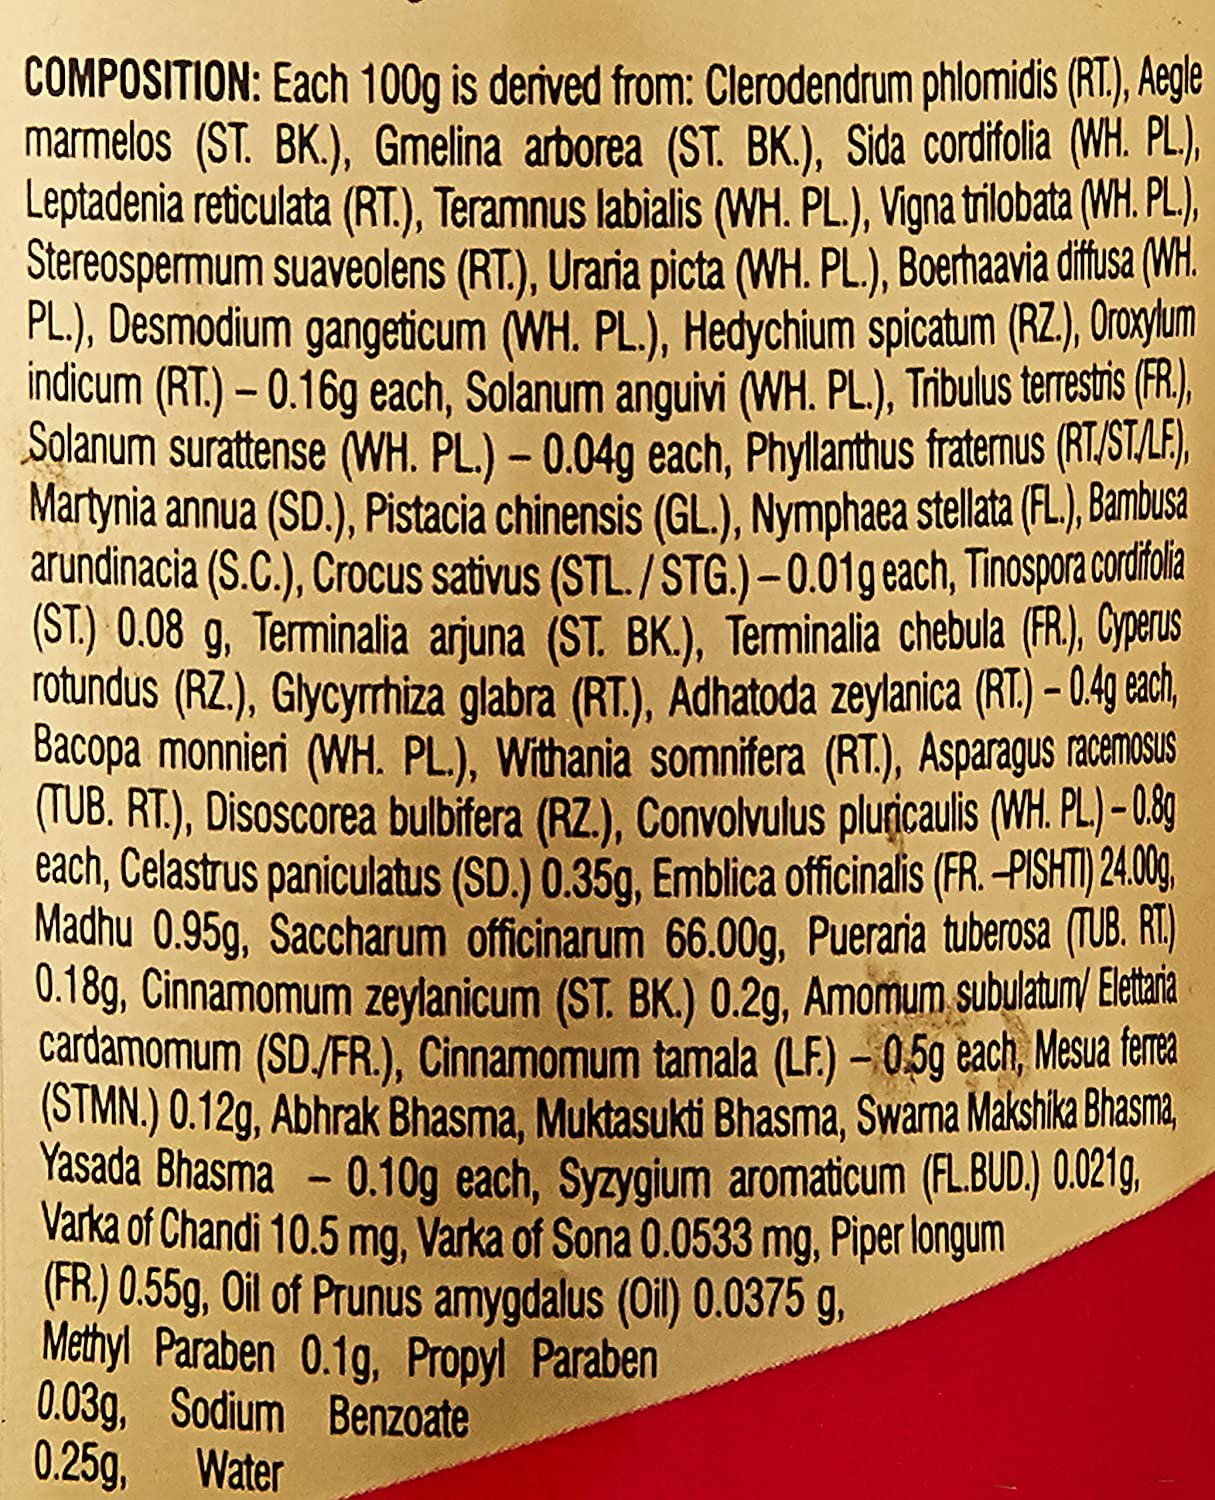 COMPOSITION: Each 100g is derived from: Clerodendrum phlomidis (RT.), Aegle
marmelos (ST. BK.), Gmelina arborea (ST. BK.), Sida cordifolia (WH. PL.),
Leptadenia reticulata (RT.), Teramnus labialis (WH. PL.), Vigna trilobata (WH. PL.),
Stereospermum suaveolens (RT.), Uraria picta (WH. PL.), Boerhaavia diffusa (WH.
PL.), Desmodium gangeticum (WH. PL.), Hedychium spicatum (RZ.), Oroxylum
indicum (RT.) – 0.16g each, Solanum anguivi (WH. PL.), Tribulus terrestris (FR.),
Solanum surattense (WH. PL.) – 0.04g each, Phyllanthus fraternus (RT./ST./LF.),
Martynia annua (SD.), Pistacia chinensis (GL.), Nymphaea stellata (FL.), Bambusa
arundinacia (S.C.), Crocus sativus (STL. / STG.) – 0.01g each, Tinospora cordifolia
(ST.) 0.08 g, Terminalia arjuna (ST. BK.), Terminalia chebula (FR.), Cyperus
rotundus (RZ.), Glycyrrhiza glabra (RT.), Adhatoda zeylanica (RT.) – 0.4g each,
Bacopa monnieri (WH. PL.), Withania somnifera (RT.), Asparagus racemosus
(TUB. RT.), Disoscorea bulbifera (RZ.), Convolvulus pluricaulis (WH. PL.) – 0.8g
each, Celastrus paniculatus (SD.) 0.35g, Emblica officinalis (FR. –PISHTI) 24.00g,
Madhu 0.95g, Saccharum officinarum 66.00g, Pueraria tuberosa (TUB. RT.)
0.18g, Cinnamomum zeylanicum (ST. BK.) 0.2g, Amomum subulatum/ Elettaria
cardamomum (SD./FR.), Cinnamomum tamala (LF.) – 0.5g each, Mesua ferrea
(STMN.) 0.12g, Abhrak Bhasma, Muktasukti Bhasma, Swarna Makshika Bhasma,
Yasada Bhasma – 0.10g each, Syzygium aromaticum (FL.BUD.) 0.021g,
Varka of Chandi 10.5 mg, Varka of Sona 0.0533 mg, Piper longum
(FR.) 0.55g, Oil of Prunus amygdalus (Oil) 0.0375 g,
Methyl Paraben 0.1g, Propyl Paraben
0.03g, Sodium Benzoate
0.25g, Water